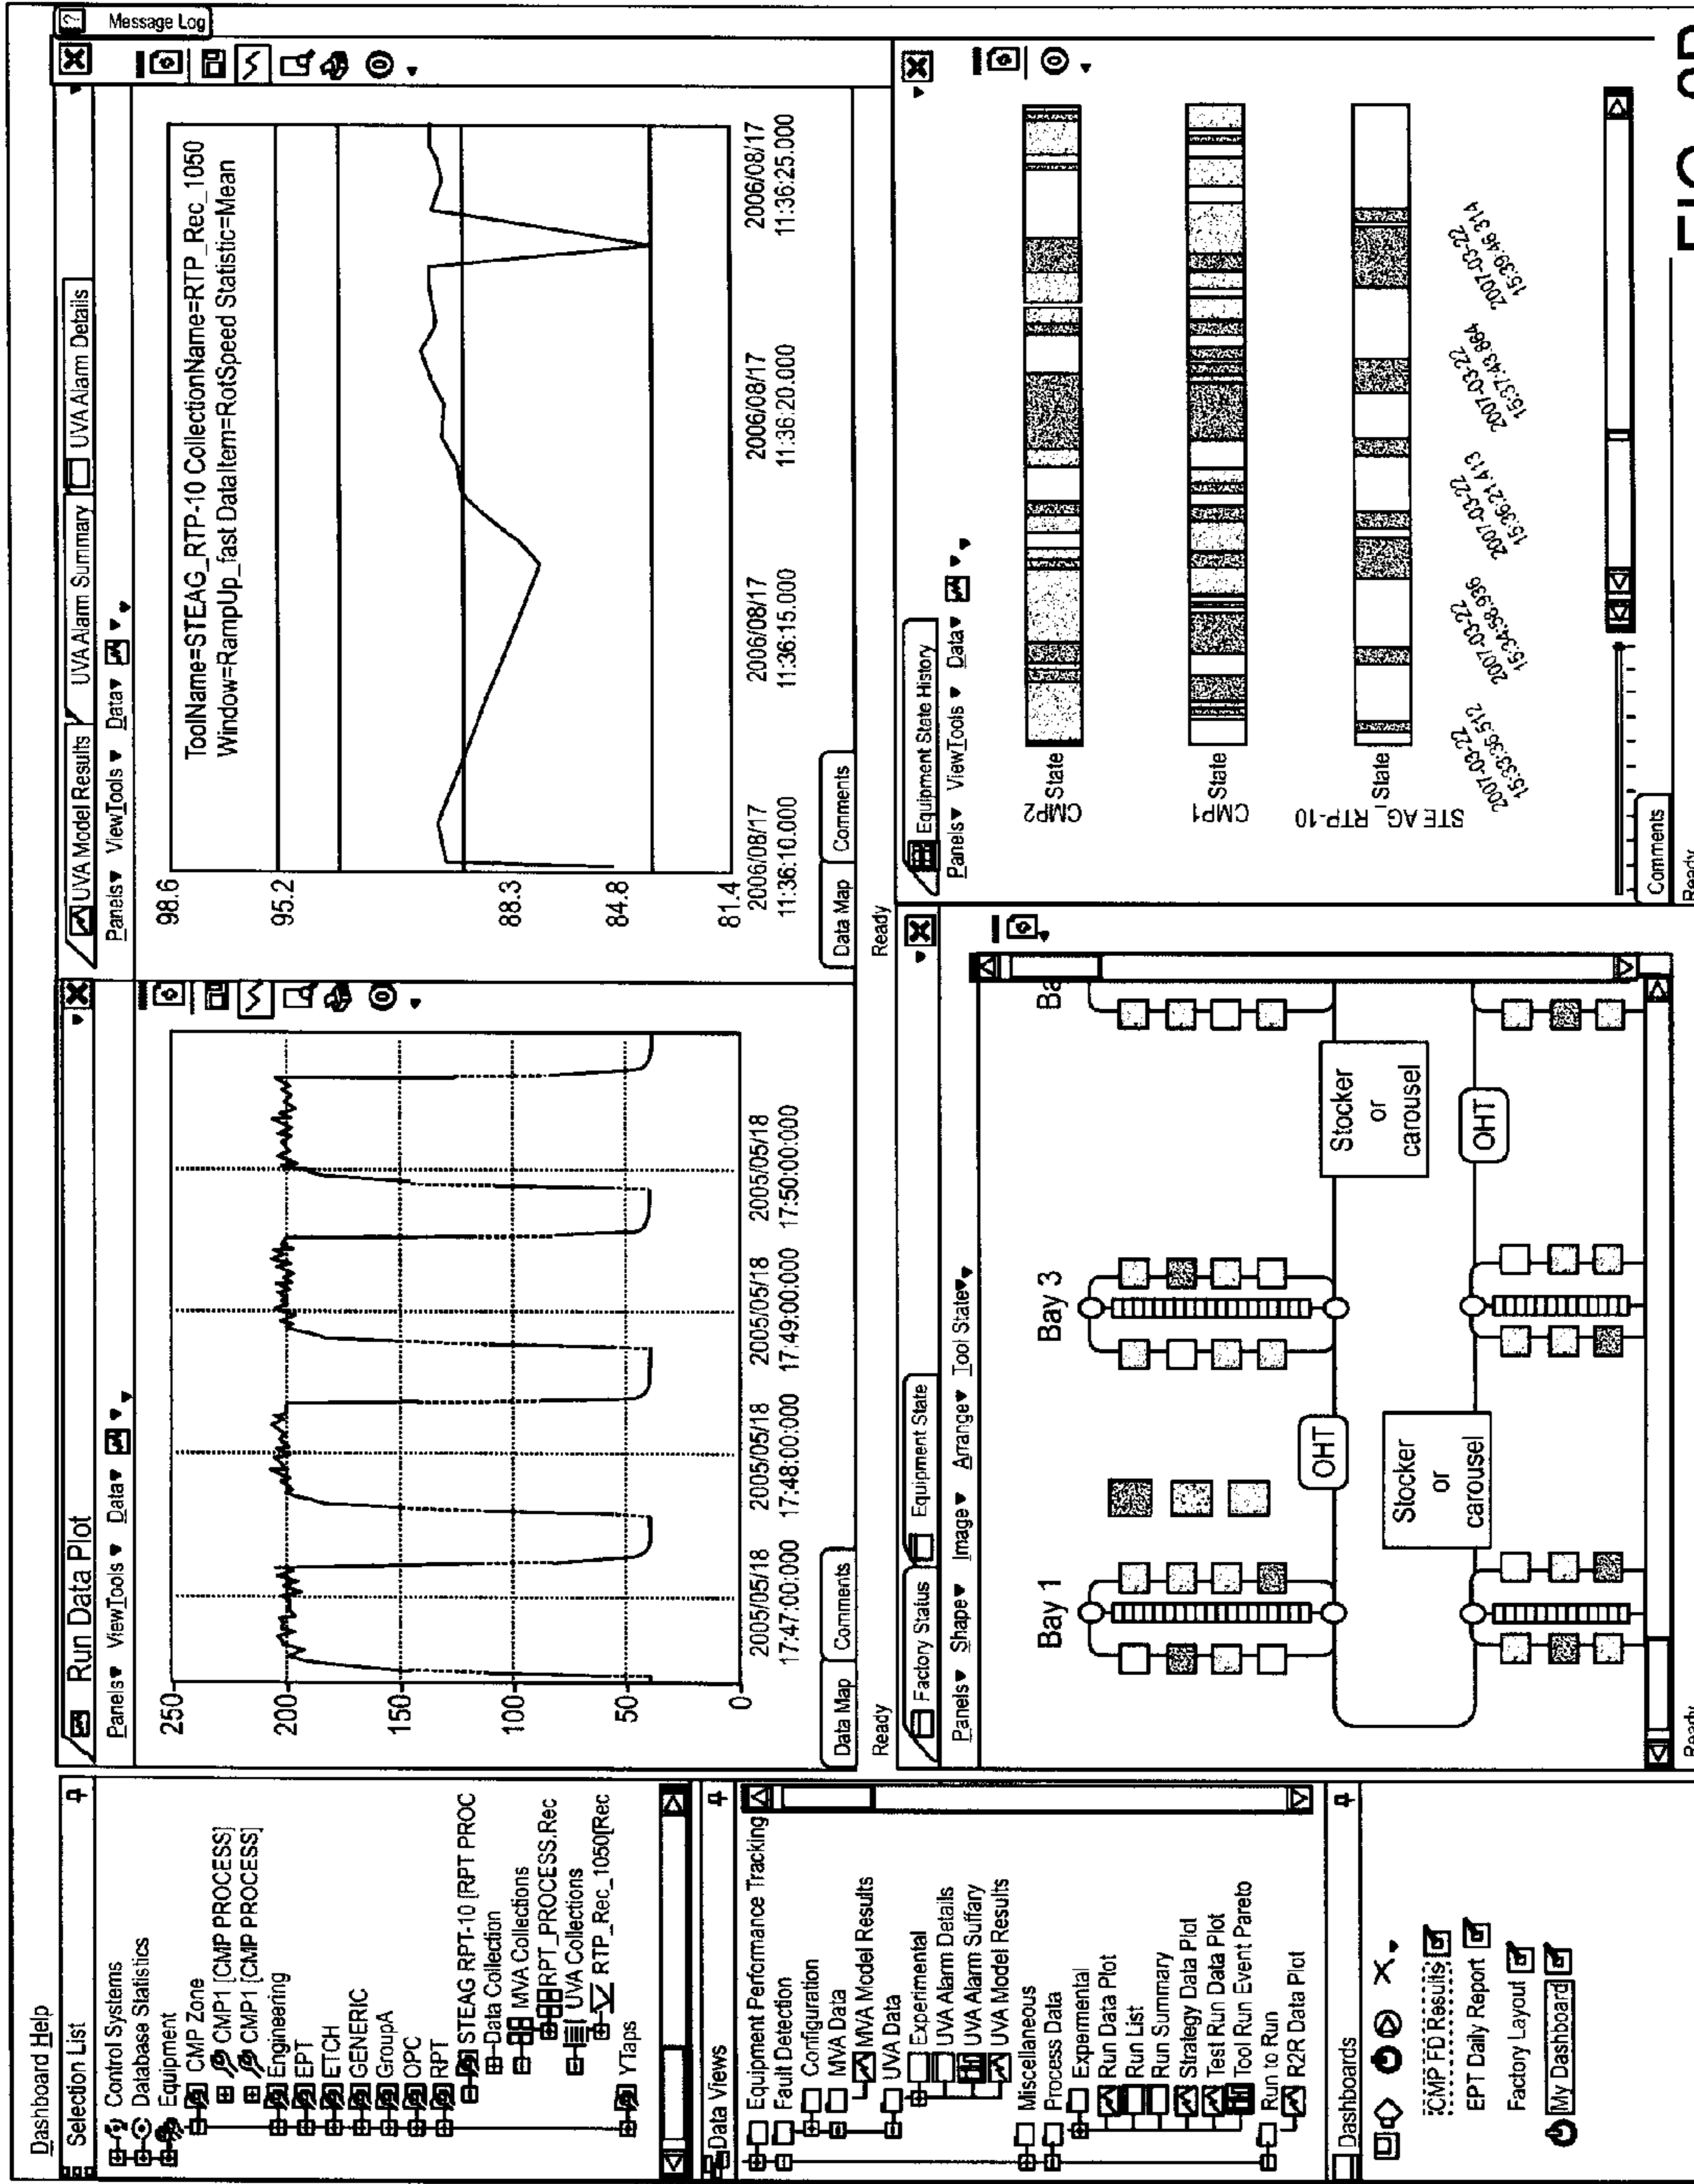 Dashboard Help
Selection List
Control Systems
Database Statistics
Equipment
CMP Zone
CMP1 [CMP PROCESS]
CMP1 [CMP PROCESS]
Engineering
EPT
ETCH
GENERIC
GroupA
OPC
RPT
STEAG RPT-10 [RPT PROC
Data Collection
MVA Collections
RPT_PROCESS.Rec
UVA Collections
RTP_Rec_1050[Rec
YTaps
Data Views
Equipment Performance Tracking
Fault Detection
Configuration
MVA Data
MVA Model Results
UVA Data
Experimental
UVA Alarm Details
UVA Alarm Suffary
UVA Model Results
Miscellaneous
Process Data
Expermental
Run Data Plot
Run List
Run Summary
Strategy Data Plot
Test Run Data Plot
Tool Run Event Pareto
Run to Run
R2R Data Plot
Dashboards
CMP FD Results
EPT Daily Report
Factory Layout
My Dashboard
Run Data Plot
Panels ViewTools Data
250
200
150
100
50
0
2005/05/18 2005/05/18 2005/05/18 2005/05/18
17:47:00:000 17:48:00:000 17:49:00:000 17:50:00:000
Data Map Comments
Ready
UVA Model Results UVA Alarm Summary UVA Alarm Details
Panels ViewTools Data
ToolName=STEAG_RTP-10 CollectionName=RTP_Rec_1050
Window=RampUp_fast DataItem=RotSpeed Statistic=Mean
98.6
95.2
88.3
84.8
81.4
2006/08/17 2006/08/17 2006/08/17 2006/08/17
11:36:10.000 11:36:15.000 11:36:20.000 11:36:25.000
Data Map Comments
Ready
Message Log
Factory Status Equipment State
Panels Shape Image Arrange Tool State
Bay 1
Bay 3
Ba
OHT
Stocker
or
carousel
Stocker
or
carousel
OHT
Ready
Equipment State History
Panels ViewTools Data
CMP2
State
CMP1
State
STEAG_RTP-10
State
2007-03-22
15:33:36.512
2007-03-22
15:34:58.936
2007-03-22
15:36:21.413
2007-03-22
15:37:43.864
2007-03-22
15:39:46.314
Comments
Ready